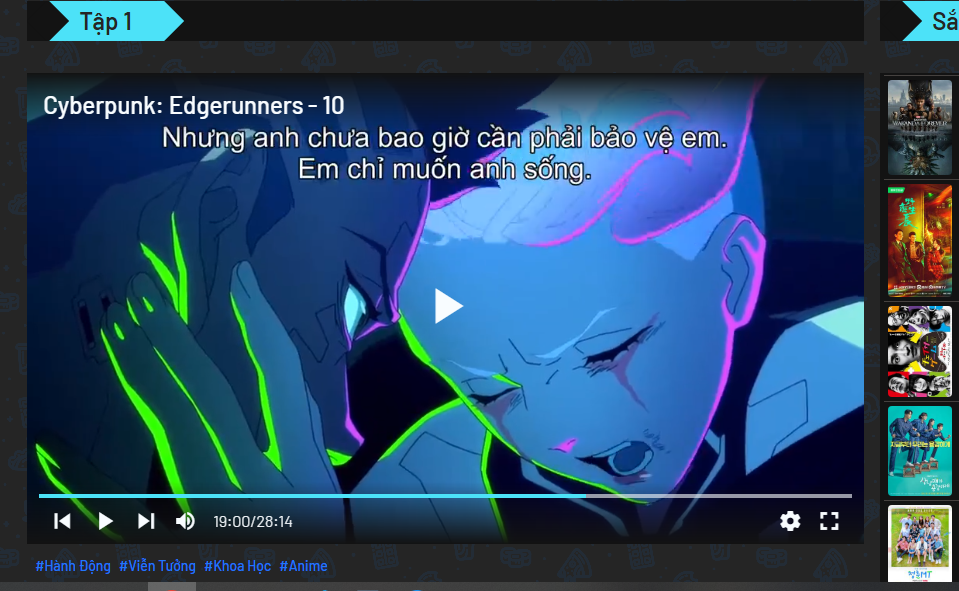 Tập 1
Sắ
Cyberpunk: Edgerunners - 10
Nhưng anh chưa bao giờ cần phải bảo vệ em.
Em chỉ muốn anh sống.
19:00/28:14
#Hành Động #Viễn Tưởng #Khoa Học #Anime